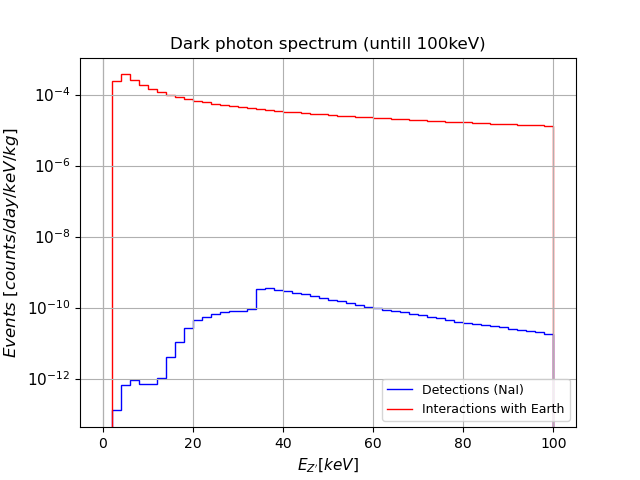 Dark photon spectrum (untill 100keV)
Events [counts/day/keV/kg]
10⁻⁴
10⁻⁶
10⁻⁸
10⁻¹⁰
10⁻¹²
0 20 40 60 80 100
E_{Z'}[keV]
Detections (NaI)
Interactions with Earth